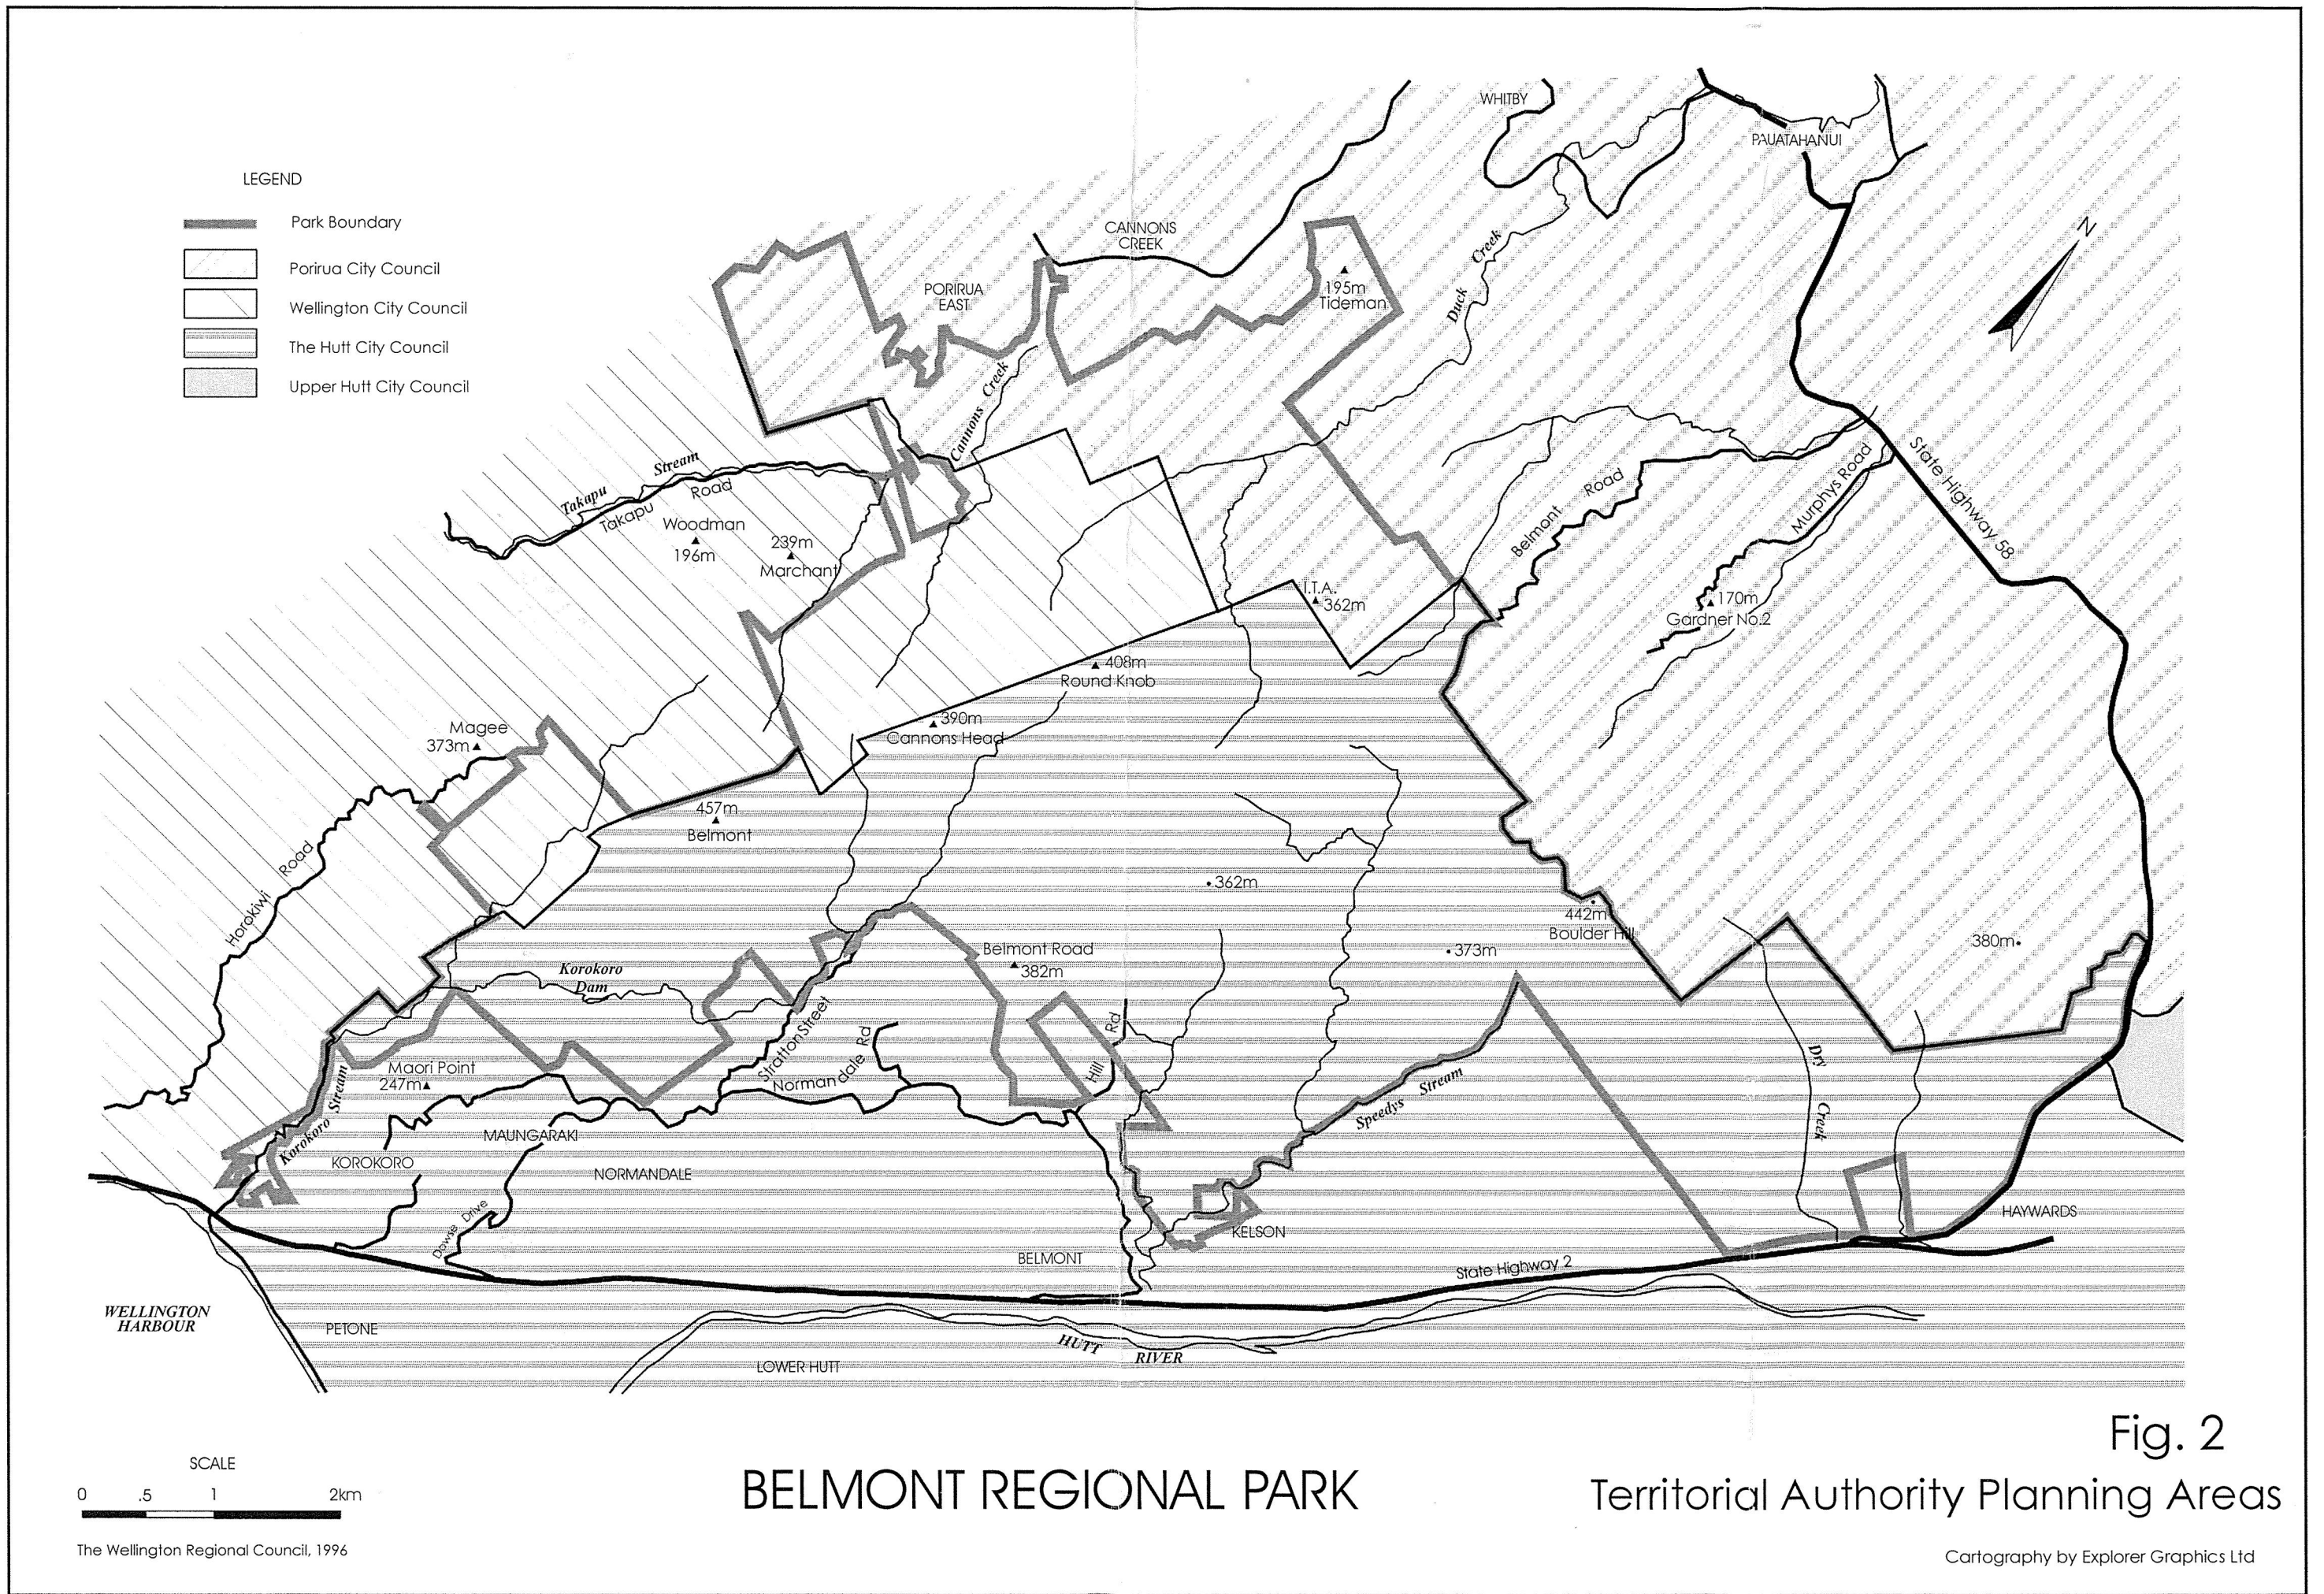 LEGEND
Park Boundary
Porirua City Council
Wellington City Council
The Hutt City Council
Upper Hutt City Council
WHITBY
PAUATAHANUI
CANNONS
CREEK
PORIRUA
EAST
195m
Tideman
Duck Creek
N
Cannons Creek
State Highway 58
Takapu Stream
Takapu Road
Woodman
196m
239m
Marchant
Belmont Road
Murphys Road
I.T.A.
362m
170m
Gardner No.2
408m
Round Knob
390m
Cannons Head
Magee
373m
457m
Belmont
Horokiwi Road
362m
442m
Boulder Hill
373m
380m
Belmont Road
382m
Korokoro
Dam
Stratton Street
Normandale Rd
Hill Rd
Maori Point
247m
Korokoro Stream
Speedys Stream
Dry Creek
MAUNGARAKI
KOROKORO
NORMANDALE
Dowse Drive
KELSON
HAYWARDS
BELMONT
State Highway 2
WELLINGTON
HARBOUR
PETONE
LOWER HUTT
HUTT RIVER
Fig. 2
SCALE
0 .5 1 2km
BELMONT REGIONAL PARK
Territorial Authority Planning Areas
The Wellington Regional Council, 1996
Cartography by Explorer Graphics Ltd